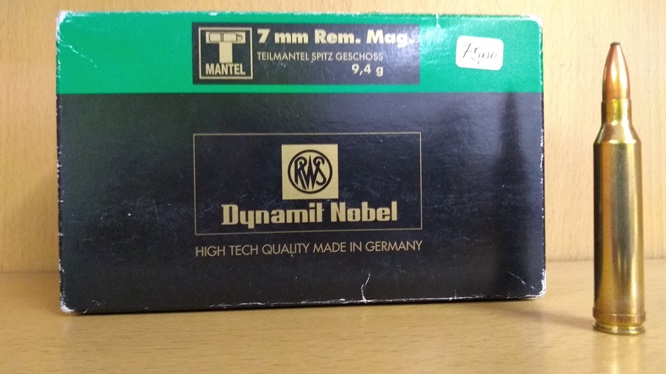 7 mm Rem. Mag.
TEILMANTEL SPITZ GESCHOSS
9,4 g
T
MANTEL
RWS
Dynamit Nobel
HIGH TECH QUALITY MADE IN GERMANY